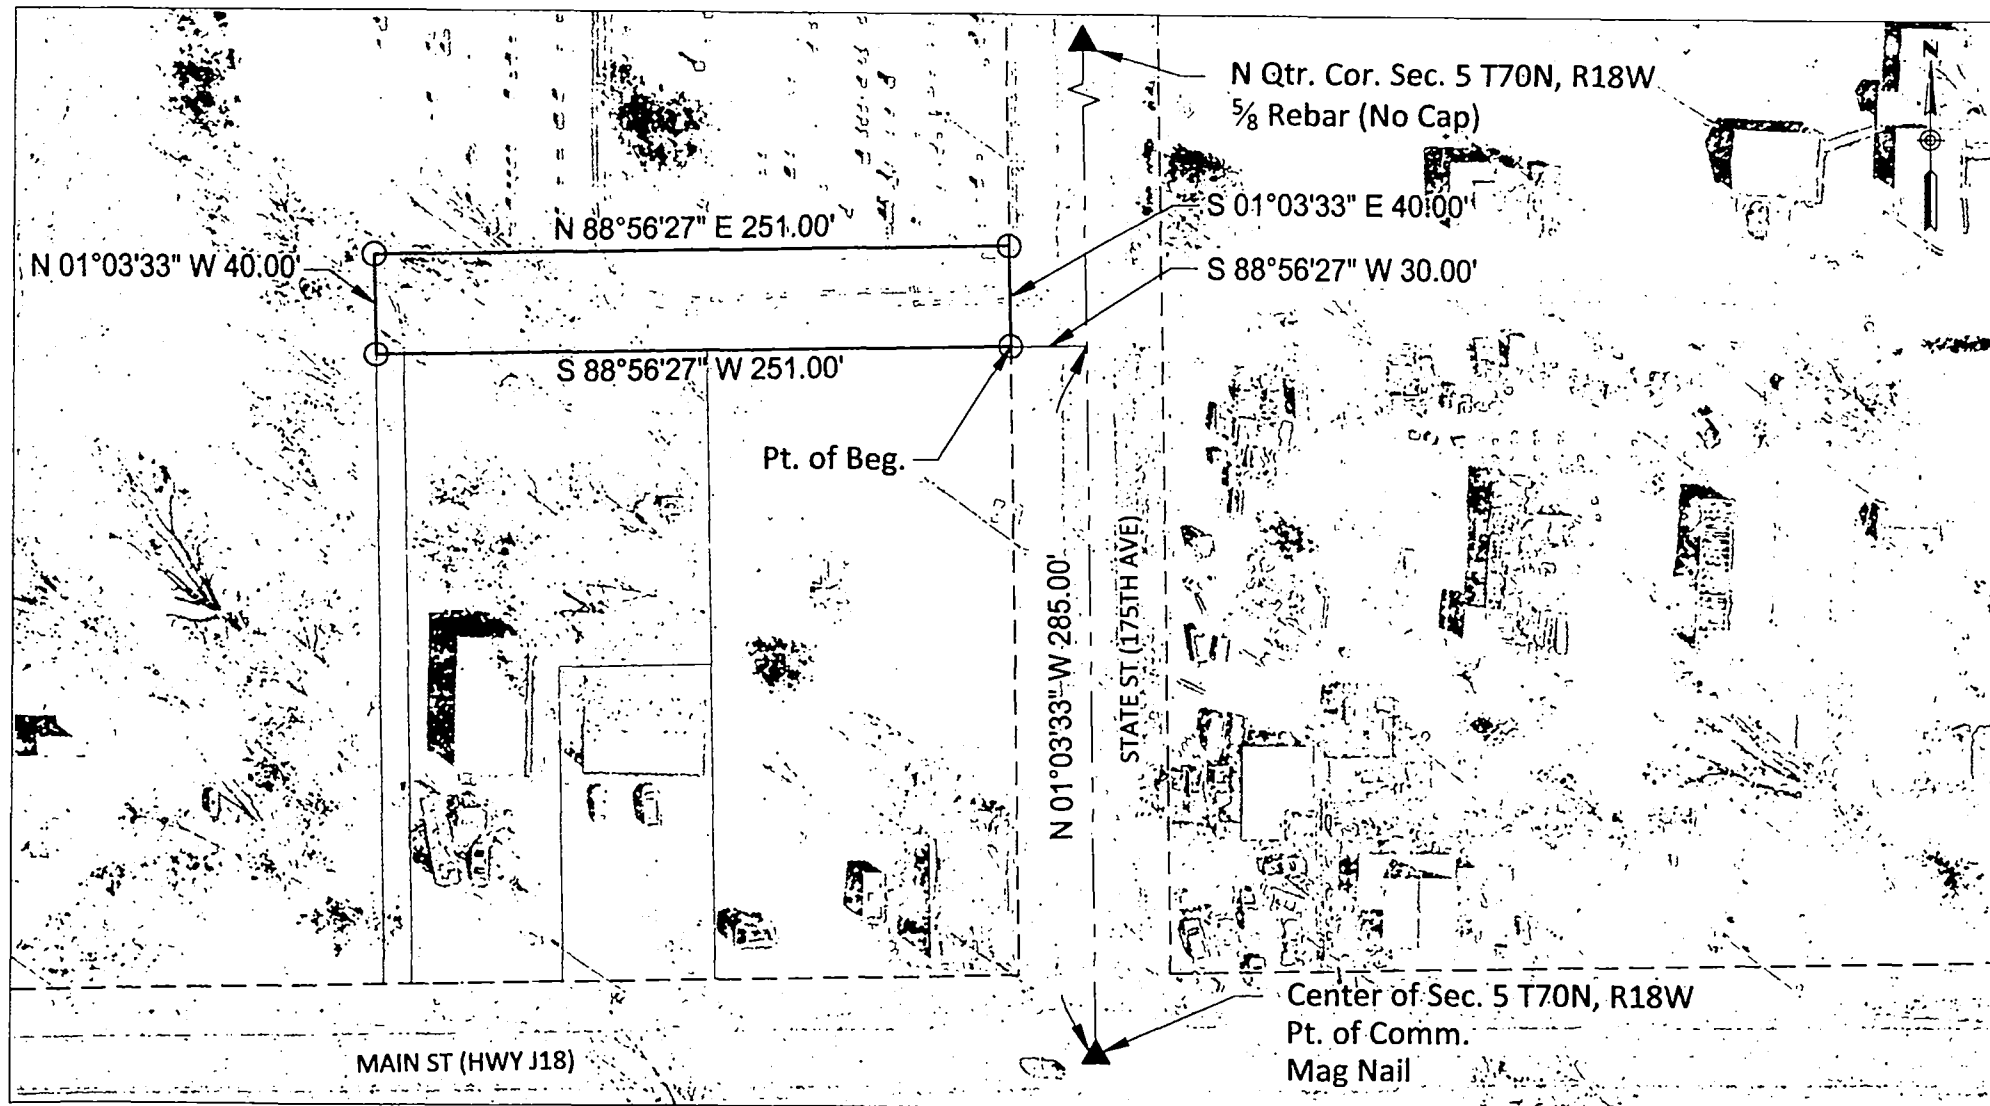 N Qtr. Cor. Sec. 5 T70N, R18W
⅝ Rebar (No Cap)
N
S 01°03'33" E 40.00'
N 88°56'27" E 251.00'
N 01°03'33" W 40.00'
S 88°56'27" W 30.00'
S 88°56'27" W 251.00'
Pt. of Beg.
N 01°03'33" W 285.00'
STATE ST (175TH AVE)
Center of Sec. 5 T70N, R18W
Pt. of Comm.
Mag Nail
MAIN ST (HWY J18)